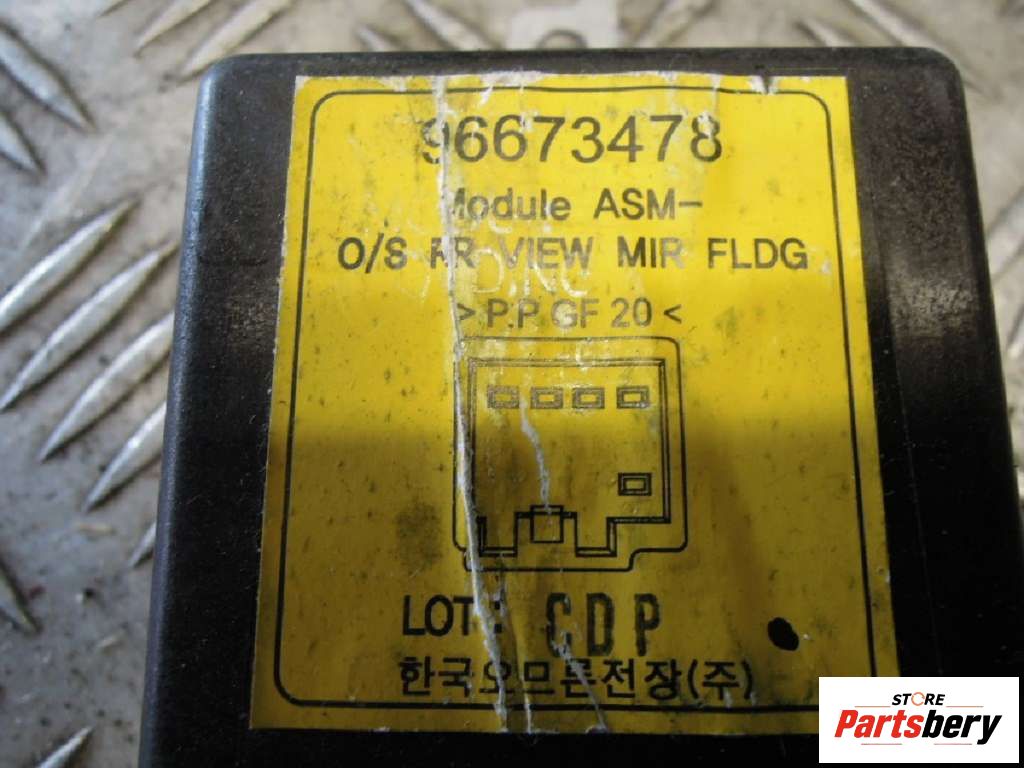 96673478
Module ASM-
O/S RR VIEW MIR FLDG
>P.P GF 20<
LOT: CDP
한국오므론전장(주)
STORE
Partsbery